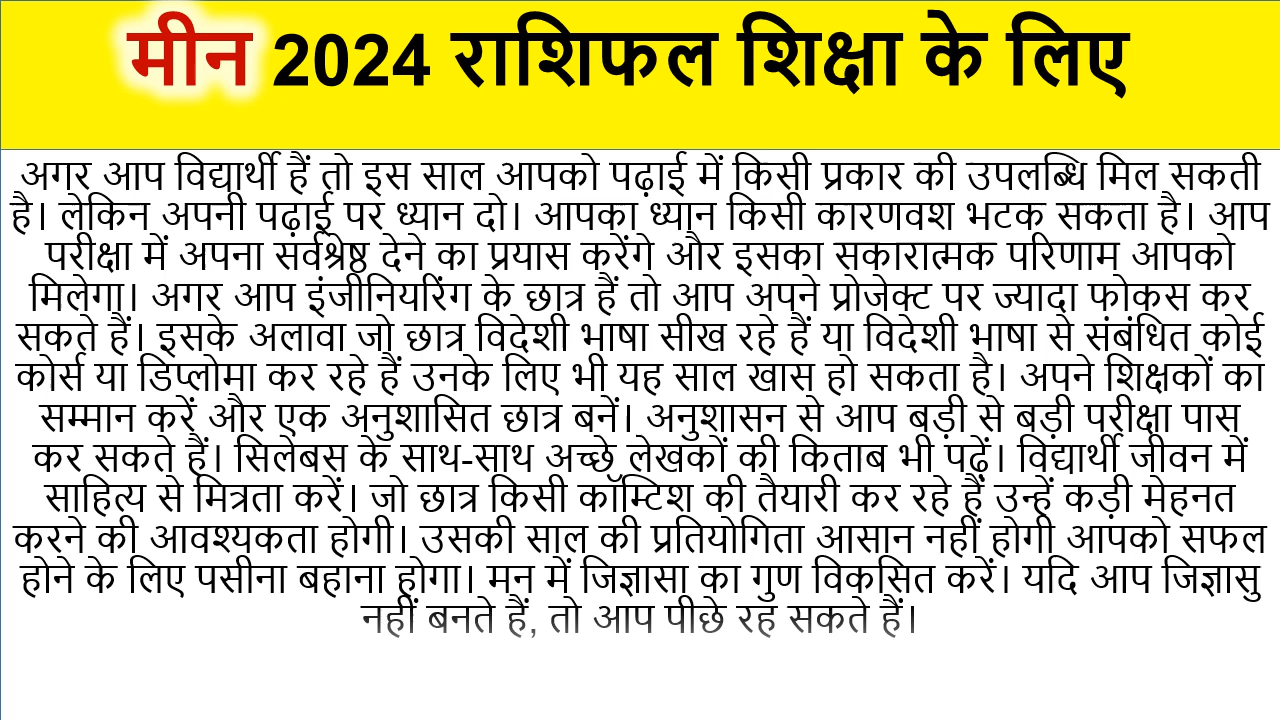 मीन 2024 राशिफल शिक्षा के लिए
अगर आप विद्यार्थी हैं तो इस साल आपको पढ़ाई में किसी प्रकार की उपलब्धि मिल सकती
है। लेकिन अपनी पढ़ाई पर ध्यान दो। आपका ध्यान किसी कारणवश भटक सकता है। आप
परीक्षा में अपना सर्वश्रेष्ठ देने का प्रयास करेंगे और इसका सकारात्मक परिणाम आपको
मिलेगा। अगर आप इंजीनियरिंग के छात्र हैं तो आप अपने प्रोजेक्ट पर ज्यादा फोकस कर
सकते हैं। इसके अलावा जो छात्र विदेशी भाषा सीख रहे हैं या विदेशी भाषा से संबंधित कोई
कोर्स या डिप्लोमा कर रहे हैं उनके लिए भी यह साल खास हो सकता है। अपने शिक्षकों का
सम्मान करें और एक अनुशासित छात्र बनें। अनुशासन से आप बड़ी से बड़ी परीक्षा पास
कर सकते हैं। सिलेबस के साथ-साथ अच्छे लेखकों की किताब भी पढ़ें। विद्यार्थी जीवन में
साहित्य से मित्रता करें। जो छात्र किसी कॉम्टिश की तैयारी कर रहे हैं उन्हें कड़ी मेहनत
करने की आवश्यकता होगी। उसकी साल की प्रतियोगिता आसान नहीं होगी आपको सफल
होने के लिए पसीना बहाना होगा। मन में जिज्ञासा का गुण विकसित करें। यदि आप जिज्ञासु
नहीं बनते हैं, तो आप पीछे रह सकते हैं।